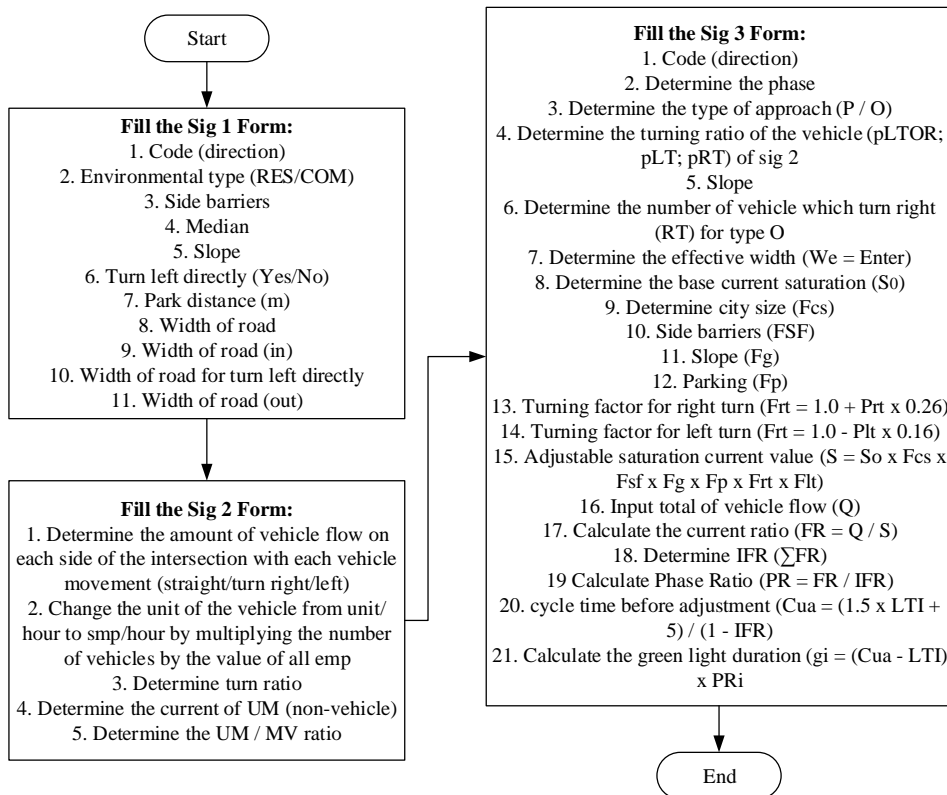 Start
Fill the Sig 1 Form:
1. Code (direction)
2. Environmental type (RES/COM)
3. Side barriers
4. Median
5. Slope
6. Turn left directly (Yes/No)
7. Park distance (m)
8. Width of road
9. Width of road (in)
10. Width of road for turn left directly
11. Width of road (out)
Fill the Sig 2 Form:
1. Determine the amount of vehicle flow on
each side of the intersection with each vehicle
movement (straight/turn right/left)
2. Change the unit of the vehicle from unit/
hour to smp/hour by multiplying the number
of vehicles by the value of all emp
3. Determine turn ratio
4. Determine the current of UM (non-vehicle)
5. Determine the UM / MV ratio
Fill the Sig 3 Form:
1. Code (direction)
2. Determine the phase
3. Determine the type of approach (P / O)
4. Determine the turning ratio of the vehicle (pLTOR;
pLT; pRT) of sig 2
5. Slope
6. Determine the number of vehicle which turn right
(RT) for type O
7. Determine the effective width (We = Enter)
8. Determine the base current saturation (S0)
9. Determine city size (Fcs)
10. Side barriers (FSF)
11. Slope (Fg)
12. Parking (Fp)
13. Turning factor for right turn (Frt = 1.0 + Prt x 0.26)
14. Turning factor for left turn (Frt = 1.0 - Plt x 0.16)
15. Adjustable saturation current value (S = So x Fcs x
Fsf x Fg x Fp x Frt x Flt)
16. Input total of vehicle flow (Q)
17. Calculate the current ratio (FR = Q / S)
18. Determine IFR (∑FR)
19 Calculate Phase Ratio (PR = FR / IFR)
20. cycle time before adjustment (Cua = (1.5 x LTI +
5) / (1 - IFR)
21. Calculate the green light duration (gi = (Cua - LTI)
x PRi
End